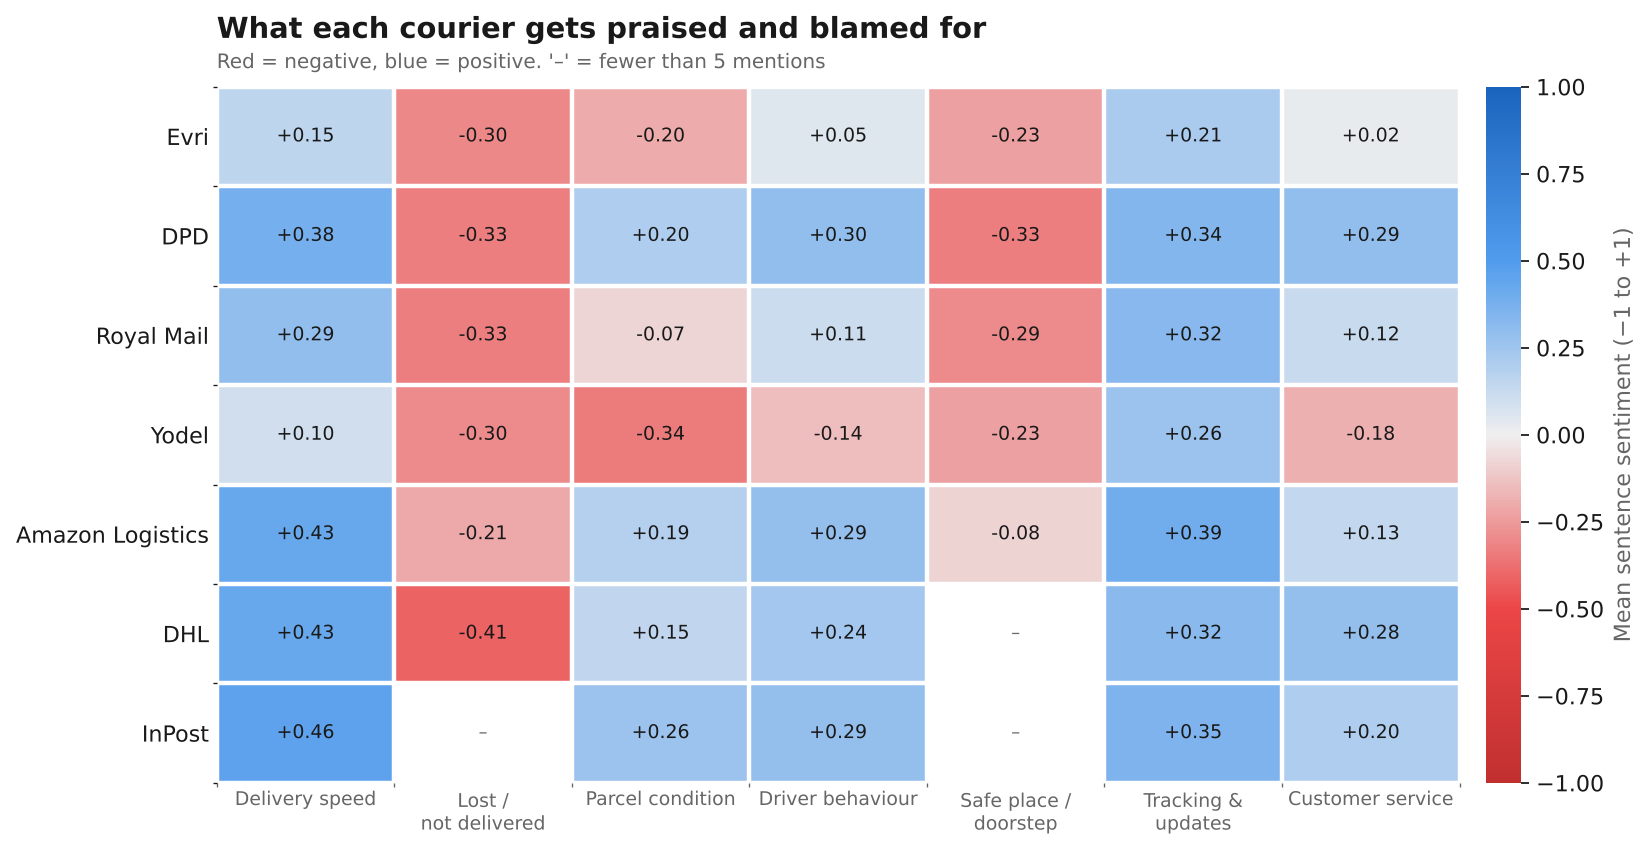 What each courier gets praised and blamed for
Red = negative, blue = positive. '–' = fewer than 5 mentions
Evri +0.15 -0.30 -0.20 +0.05 -0.23 +0.21 +0.02
DPD +0.38 -0.33 +0.20 +0.30 -0.33 +0.34 +0.29
Royal Mail +0.29 -0.33 -0.07 +0.11 -0.29 +0.32 +0.12
Yodel +0.10 -0.30 -0.34 -0.14 -0.23 +0.26 -0.18
Amazon Logistics +0.43 -0.21 +0.19 +0.29 -0.08 +0.39 +0.13
DHL +0.43 -0.41 +0.15 +0.24 – +0.32 +0.28
InPost +0.46 – +0.26 +0.29 – +0.35 +0.20
Delivery speed
Lost /
not delivered
Parcel condition
Driver behaviour
Safe place /
doorstep
Tracking &
updates
Customer service
1.00
0.75
0.50
0.25
0.00
−0.25
−0.50
−0.75
−1.00
Mean sentence sentiment (−1 to +1)